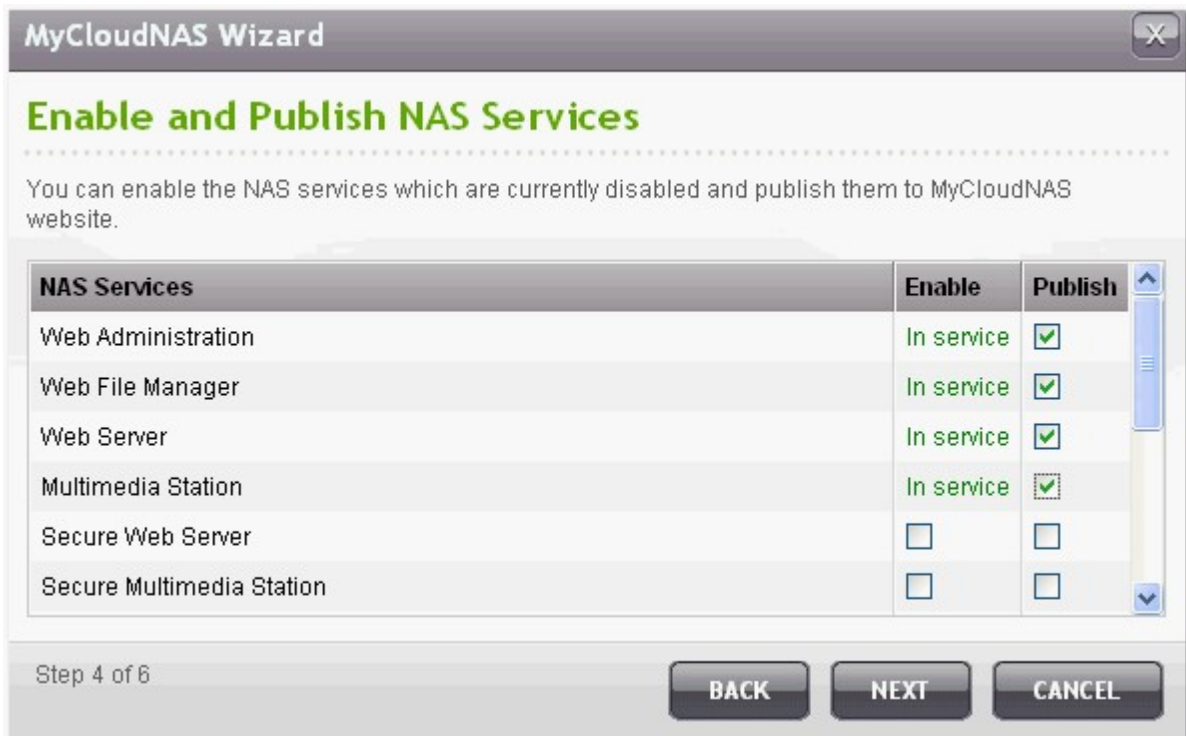 MyCloudNAS Wizard
X
Enable and Publish NAS Services
You can enable the NAS services which are currently disabled and publish them to MyCloudNAS
website.
NAS Services Enable Publish
Web Administration In service
Web File Manager In service
Web Server In service
Multimedia Station In service
Secure Web Server
Secure Multimedia Station
Step 4 of 6 BACK NEXT CANCEL